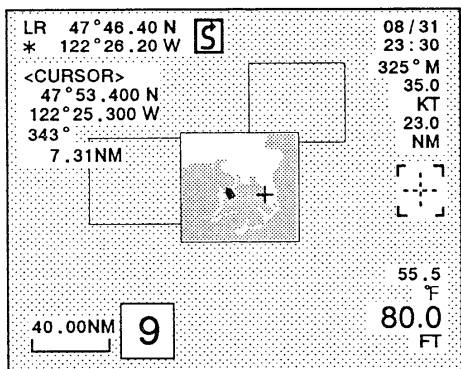 LR 47°46.40 N
* 122°26.20 W
S
<CURSOR>
47°53.400 N
122°25.300 W
343°
7.31NM
08/31
23:30
325°M
35.0
KT
23.0
NM
55.5
°F
80.0
FT
40.00NM
9